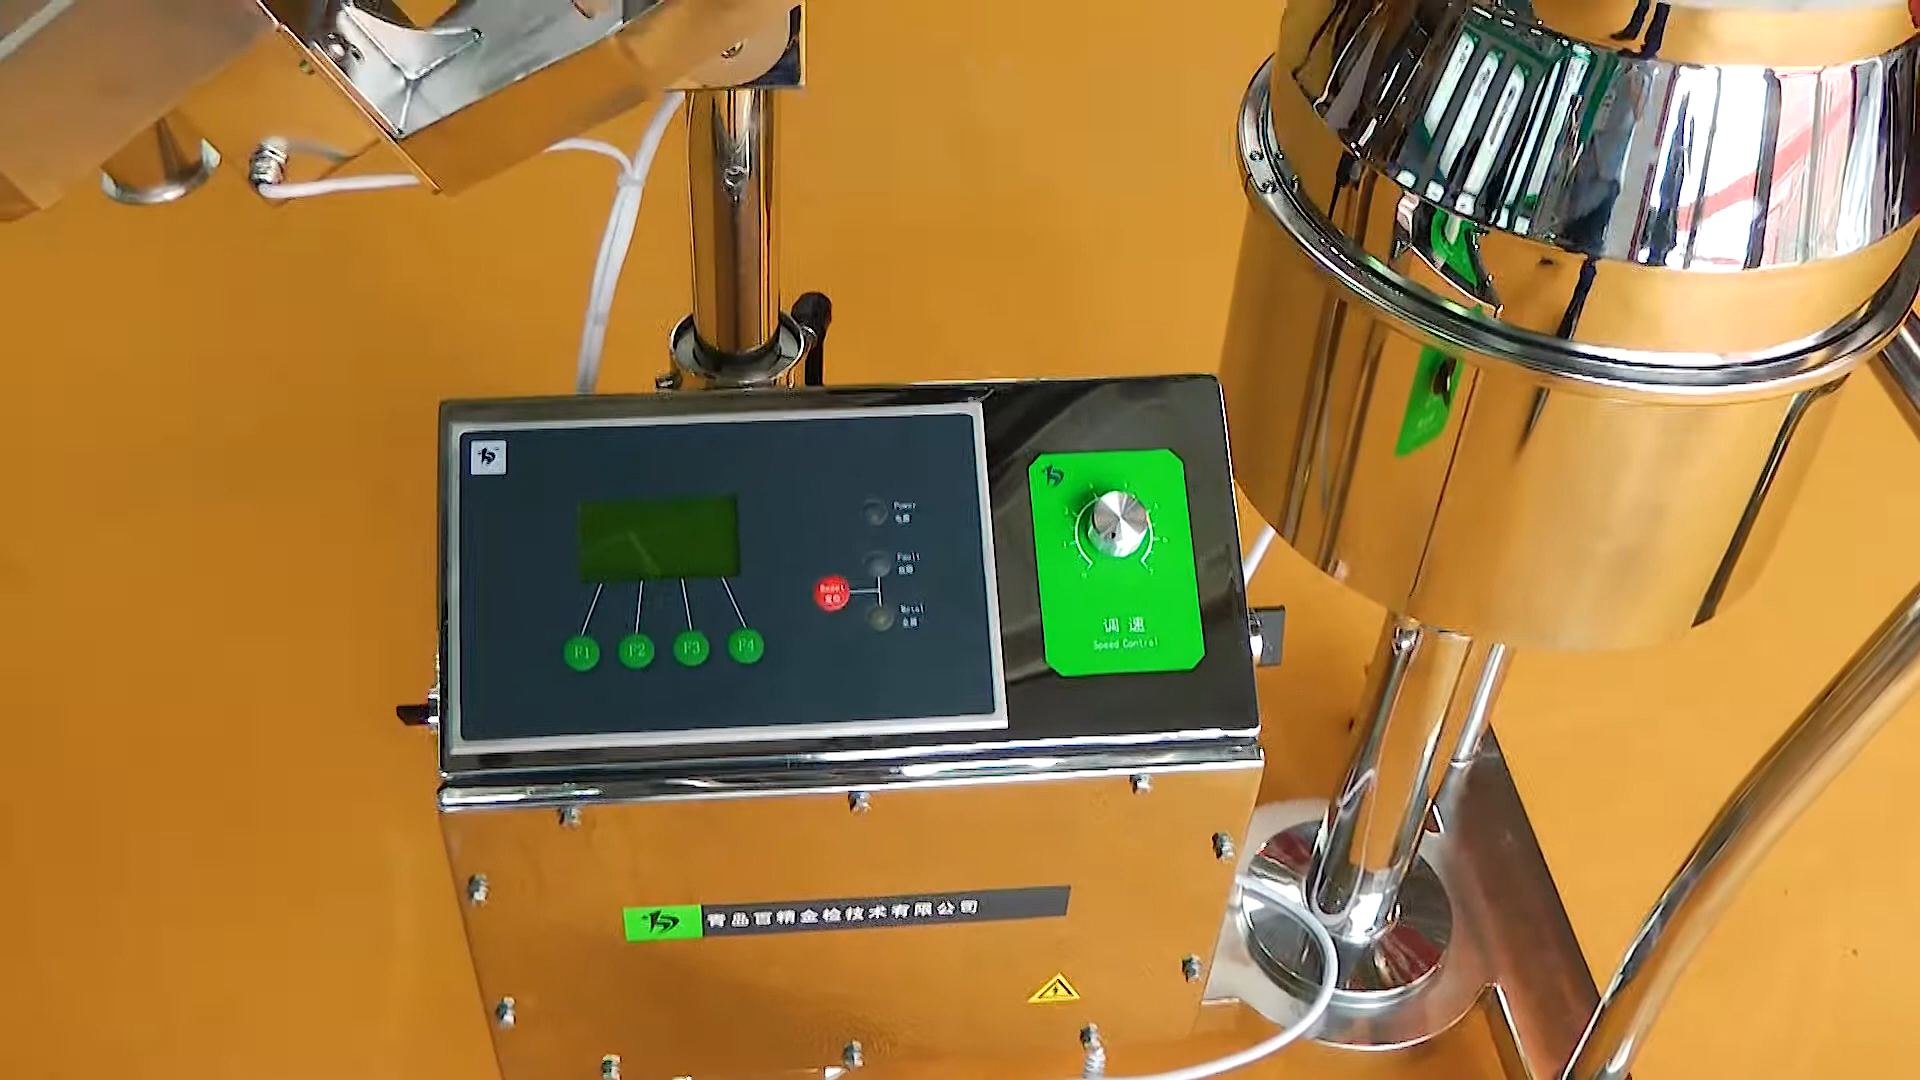 Power
电源
Fault
故障
Reset
复位
Metal
金属
F1 F2 F3 F4
调速
Speed Control
青岛百精金检技术有限公司